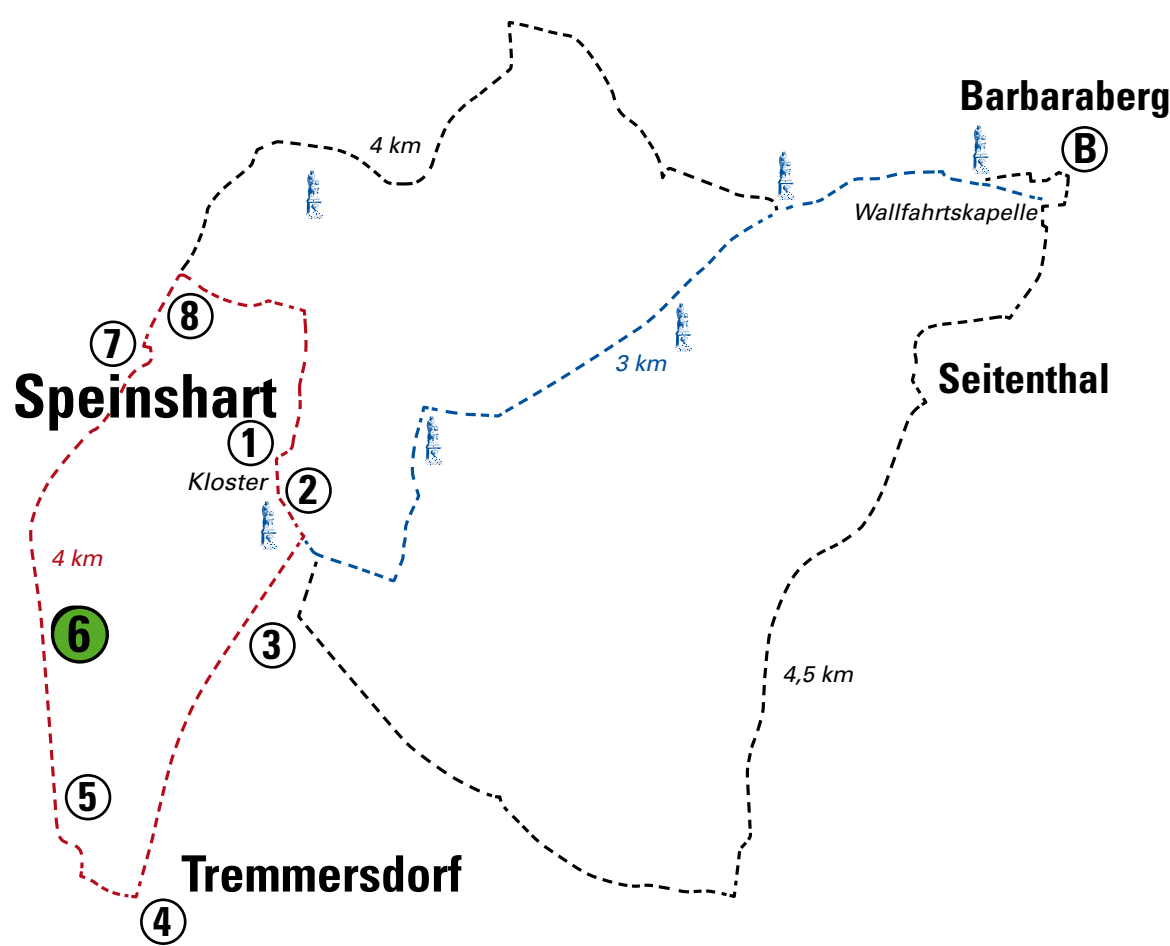 Barbaraberg
4 km
B
Wallfahrtskapelle
8
7
3 km
Seitenthal
Speinshart
1
Kloster
2
4 km
6
3
4,5 km
5
Tremmersdorf
4